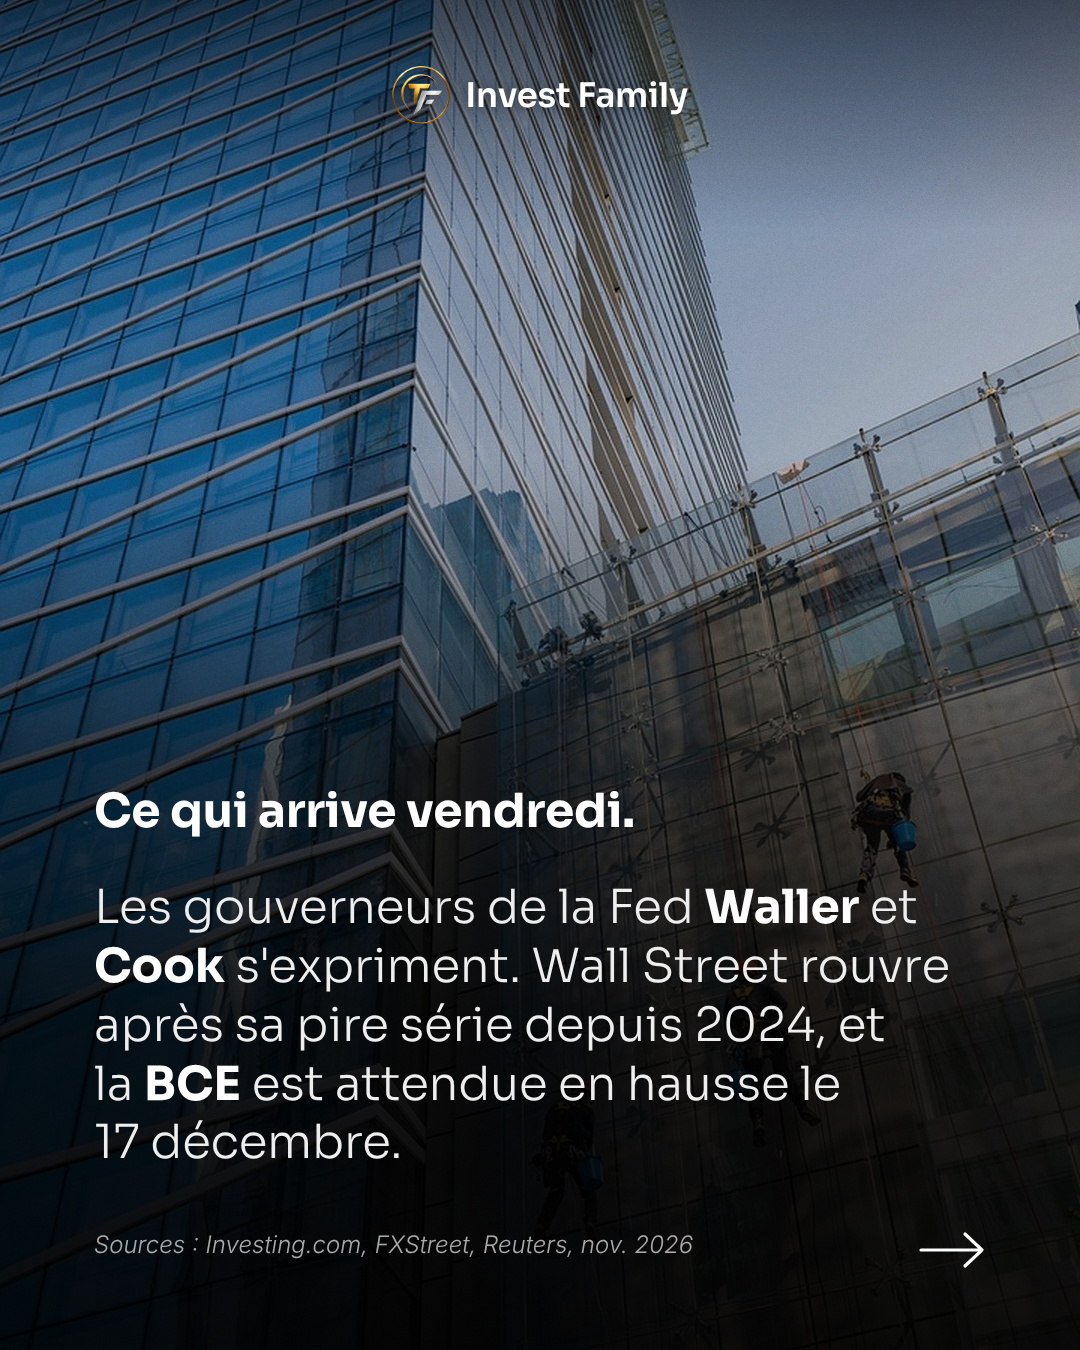 Invest Family
Ce qui arrive vendredi.
Les gouverneurs de la Fed Waller et
Cook s'expriment. Wall Street rouvre
après sa pire série depuis 2024, et
la BCE est attendue en hausse le
17 décembre.
Sources : Investing.com, FXStreet, Reuters, nov. 2026